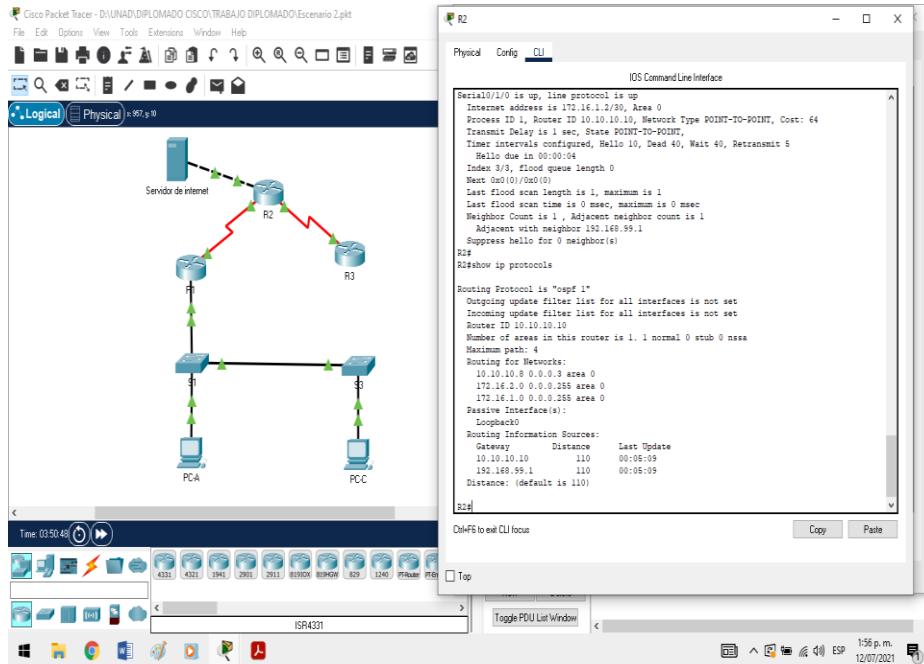 Cisco Packet Tracer - D:\UNAD\DIPLOMADO CISCO\TRABAJO DIPLOMADO\Escenario 2.pkt
File Edit Options View Tools Extensions Window Help
Logical Physical x: 957, y: 10
Servidor de internet
R2
R3
R1
S1
S3
PC-A
PC-C
Time: 03:50:48
4331 4321 1941 2901 2911 819IOX 819HGW 829 1240 PT-Router PT-Em
ISR4331
R2
Physical Config CLI
IOS Command Line Interface
Serial0/1/0 is up, line protocol is up
Internet address is 172.16.1.2/30, Area 0
Process ID 1, Router ID 10.10.10.10, Network Type POINT-TO-POINT, Cost: 64
Transmit Delay is 1 sec, State POINT-TO-POINT,
Timer intervals configured, Hello 10, Dead 40, Wait 40, Retransmit 5
Hello due in 00:00:04
Index 3/3, flood queue length 0
Next 0x0(0)/0x0(0)
Last flood scan length is 1, maximum is 1
Last flood scan time is 0 msec, maximum is 0 msec
Neighbor Count is 1 , Adjacent neighbor count is 1
Adjacent with neighbor 192.168.99.1
Suppress hello for 0 neighbor(s)
R2#
R2#show ip protocols
Routing Protocol is "ospf 1"
Outgoing update filter list for all interfaces is not set
Incoming update filter list for all interfaces is not set
Router ID 10.10.10.10
Number of areas in this router is 1. 1 normal 0 stub 0 nssa
Maximum path: 4
Routing for Networks:
10.10.10.8 0.0.0.3 area 0
172.16.2.0 0.0.0.255 area 0
172.16.1.0 0.0.0.255 area 0
Passive Interface(s):
Loopback0
Routing Information Sources:
Gateway Distance Last Update
10.10.10.10 110 00:05:09
192.168.99.1 110 00:05:09
Distance: (default is 110)
R2#
Ctrl+F6 to exit CLI focus
Copy Paste
Top
Toggle PDU List Window
ESP
1:56 p. m.
12/07/2021